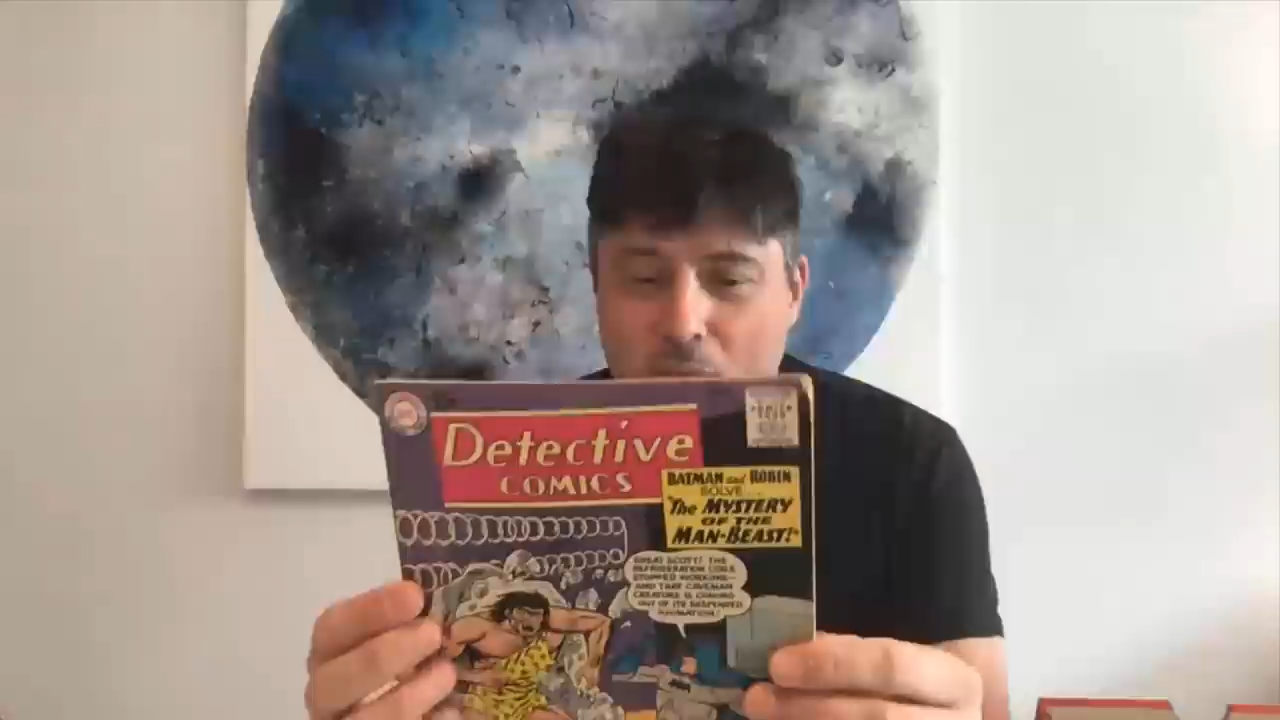 Detective
COMICS
BATMAN and ROBIN
SOLVE...
"The MYSTERY
OF THE
MAN-BEAST!"
GREAT SCOTT! THE
REFRIGERATION COILS
STOPPED WORKING--
AND THAT CAVEMAN
CREATURE IS COMING
OUT OF ITS SUSPENDED
ANIMATION!